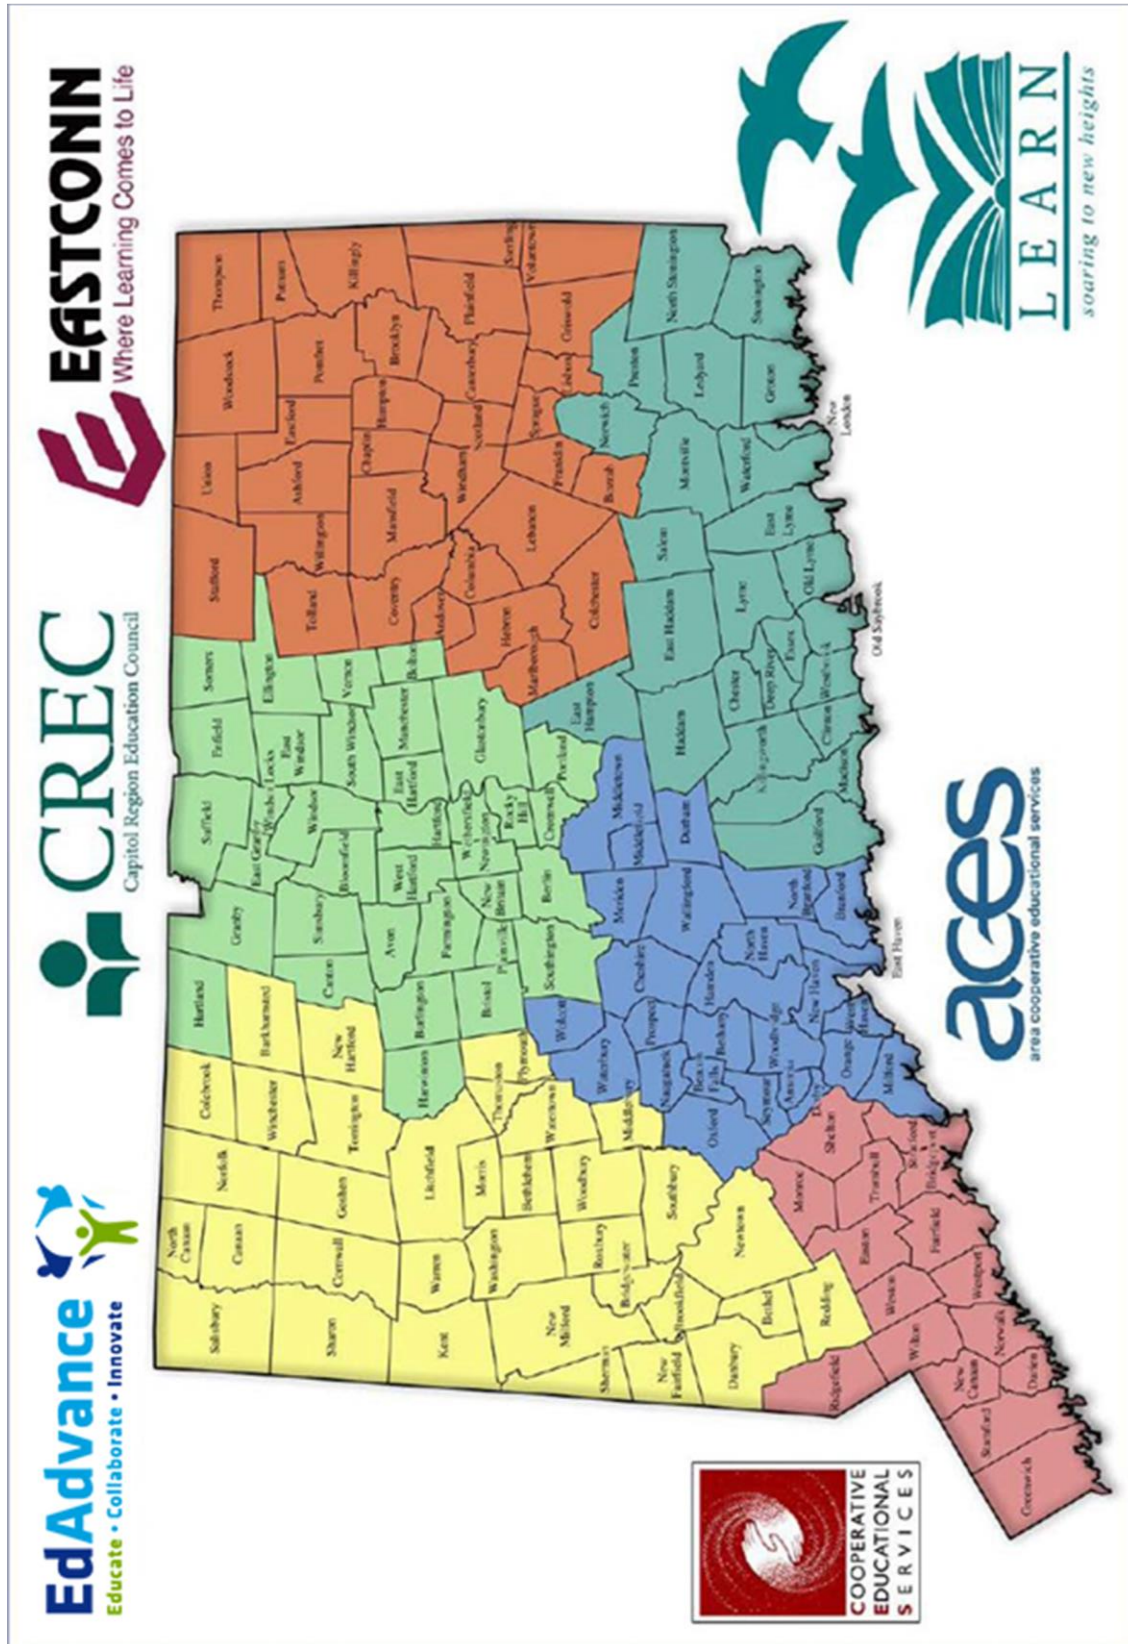 EdAdvance
Educate • Collaborate • Innovate
CREC
Capitol Region Education Council
EASTCONN
Where Learning Comes to Life
Salisbury
North
Canaan
Canaan
Norfolk
Colebrook
Hartland
Granby
Suffield
Enfield
Somers
Stafford
Union
Woodstock
Thompson
Putnam
Sharon
Cornwall
Goshen
Winchester
Barkhamsted
Torrington
New
Hartford
Canton
Simsbury
East Granby
Windsor Locks
East
Windsor
Windsor
Bloomfield
Ellington
South Windsor
Vernon
Tolland
Willington
Ashford
Eastford
Pomfret
Killingly
Brooklyn
Hampton
Chaplin
Mansfield
Coventry
Bolton
Manchester
East
Hartford
Hartford
West
Hartford
Avon
Burlington
Harwinton
Litchfield
Warren
Kent
Washington
Morris
Thomaston
Plymouth
Bristol
Farmington
Plainville
New
Britain
Newington
Wethersfield
Rocky
Hill
Glastonbury
Andover
Columbia
Hebron
Windham
Scotland
Canterbury
Plainfield
Sterling
Voluntown
Griswold
Lisbon
Sprague
Franklin
Bozrah
Lebanon
Colchester
Marlborough
Portland
Cromwell
Berlin
Southington
Wolcott
Waterbury
Watertown
Bethlehem
Woodbury
Middlebury
Roxbury
New
Milford
Sherman
Bridgewater
Southbury
Brookfield
New
Fairfield
Danbury
Bethel
Newtown
Redding
Oxford
Naugatuck
Beacon
Falls
Prospect
Cheshire
Meriden
Middletown
Middlefield
Durham
Wallingford
Hamden
Bethany
Seymour
Ansonia
Derby
Woodbridge
North
Haven
North
Branford
Branford
New Haven
West
Haven
Orange
Milford
East Haven
East
Hampton
Haddam
East Haddam
Salem
Norwich
Preston
North Stonington
Stonington
Ledyard
Groton
Montville
Waterford
New
London
East
Lyme
Lyme
Old Lyme
Chester
Deep River
Essex
Westbrook
Old Saybrook
Killingworth
Clinton
Madison
Guilford
Shelton
Monroe
Trumbull
Stratford
Bridgeport
Easton
Fairfield
Weston
Westport
Ridgefield
Wilton
Norwalk
New
Canaan
Darien
Stamford
Greenwich
COOPERATIVE
EDUCATIONAL
SERVICES
aces
area cooperative educational services
LEARN
soaring to new heights